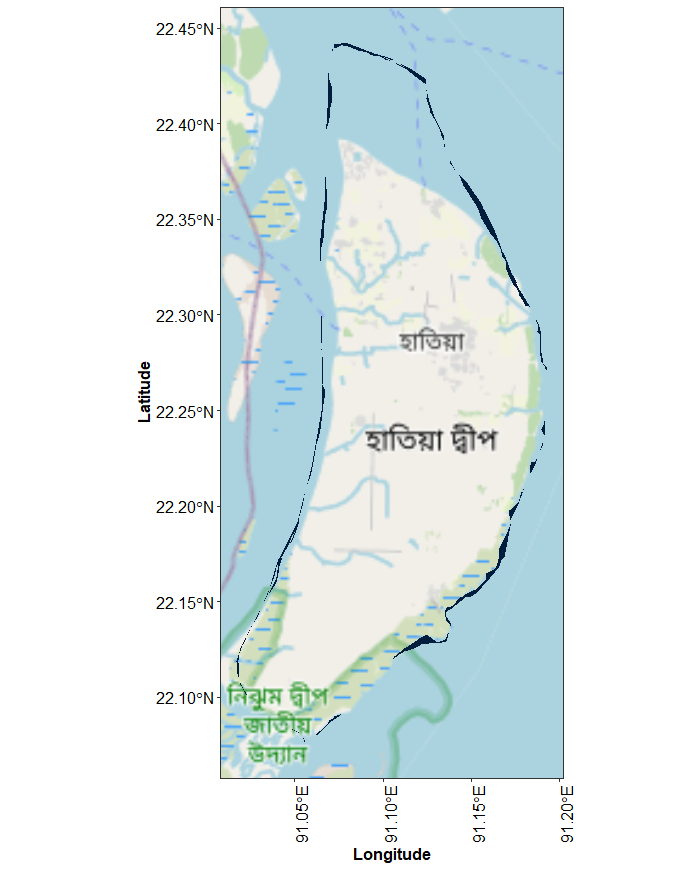 22.45°N
22.40°N
22.35°N
22.30°N
22.25°N
22.20°N
22.15°N
22.10°N
Latitude
হাতিয়া
হাতিয়া দ্বীপ
নিঝুম দ্বীপ
জাতীয়
উদ্যান
91.05°E
91.10°E
91.15°E
91.20°E
Longitude